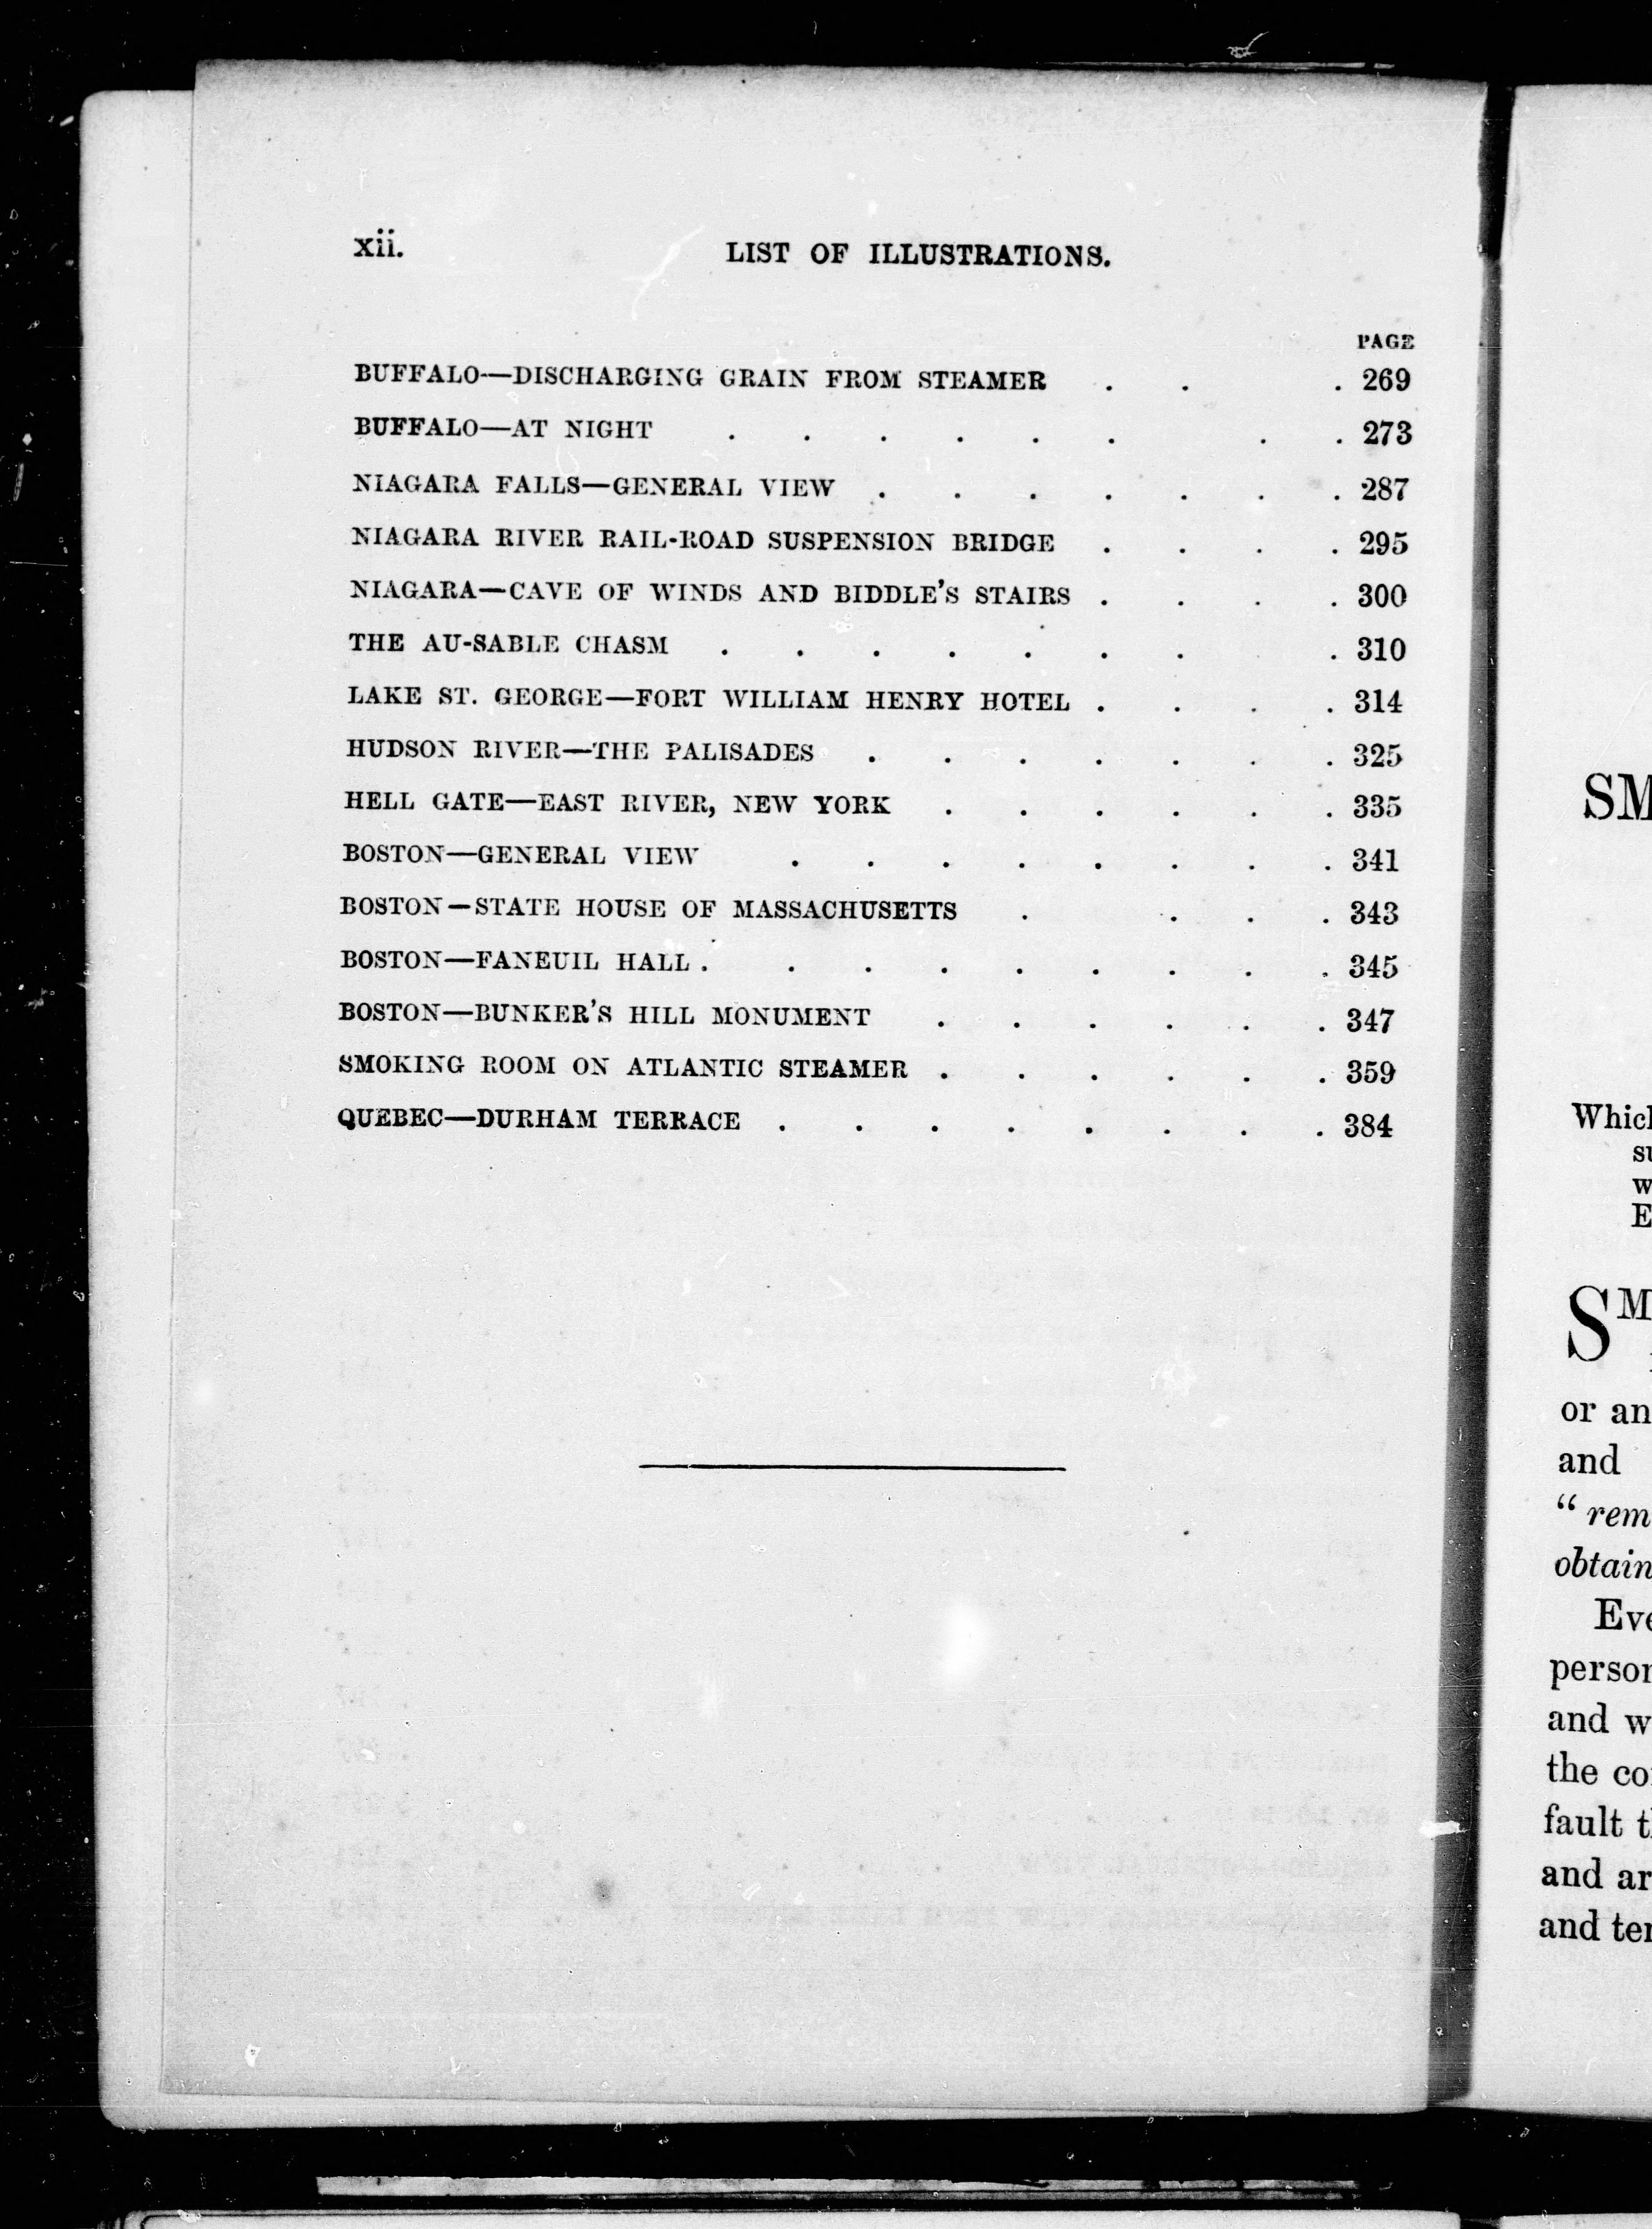 xii.
LIST OF ILLUSTRATIONS.
PAGE
BUFFALO—DISCHARGING GRAIN FROM STEAMER . . . 269
BUFFALO—AT NIGHT . . . . . . . . 273
NIAGARA FALLS—GENERAL VIEW . . . . . . . 287
NIAGARA RIVER RAIL-ROAD SUSPENSION BRIDGE . . . . 295
NIAGARA—CAVE OF WINDS AND BIDDLE'S STAIRS . . . . 300
THE AU-SABLE CHASM . . . . . . . . 310
LAKE ST. GEORGE—FORT WILLIAM HENRY HOTEL . . . . 314
HUDSON RIVER—THE PALISADES . . . . . . . 325
HELL GATE—EAST RIVER, NEW YORK . . . . . . 335
BOSTON—GENERAL VIEW . . . . . . . . 341
BOSTON—STATE HOUSE OF MASSACHUSETTS . . . . 343
BOSTON—FANEUIL HALL . . . . . . . . . 345
BOSTON—BUNKER'S HILL MONUMENT . . . . . . 347
SMOKING ROOM ON ATLANTIC STEAMER . . . . . . 359
QUEBEC—DURHAM TERRACE . . . . . . . . 384
SM
Whic
su
w
E
SM
or an
and
“ rem
obtain
Eve
person
and w
the co
fault t
and ar
and te